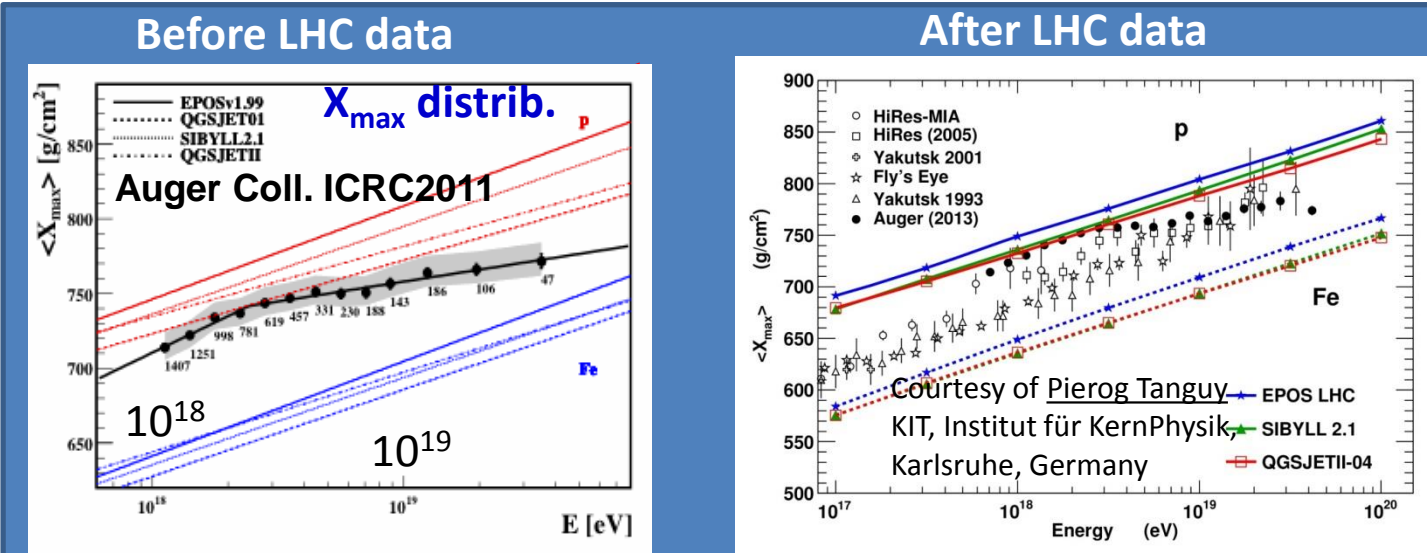 Before LHC data
After LHC data
<Xmax> [g/cm²]
EPOSv1.99
QGSJET01
SIBYLL2.1
QGSJETII
Xmax distrib.
p
Auger Coll. ICRC2011
850
800
750
700
650
1407
1251
998
781
619
457
331
230
188
143
186
106
47
Fe
10¹⁸
10¹⁹
10¹⁸
10¹⁹
E [eV]
<Xmax> (g/cm²)
900
850
800
750
700
650
600
550
500
HiRes-MIA
HiRes (2005)
Yakutsk 2001
Fly's Eye
Yakutsk 1993
Auger (2013)
p
Fe
Courtesy of Pierog Tanguy
KIT, Institut für KernPhysik,
Karlsruhe, Germany
EPOS LHC
SIBYLL 2.1
QGSJETII-04
10¹⁷
10¹⁸
10¹⁹
10²⁰
Energy (eV)